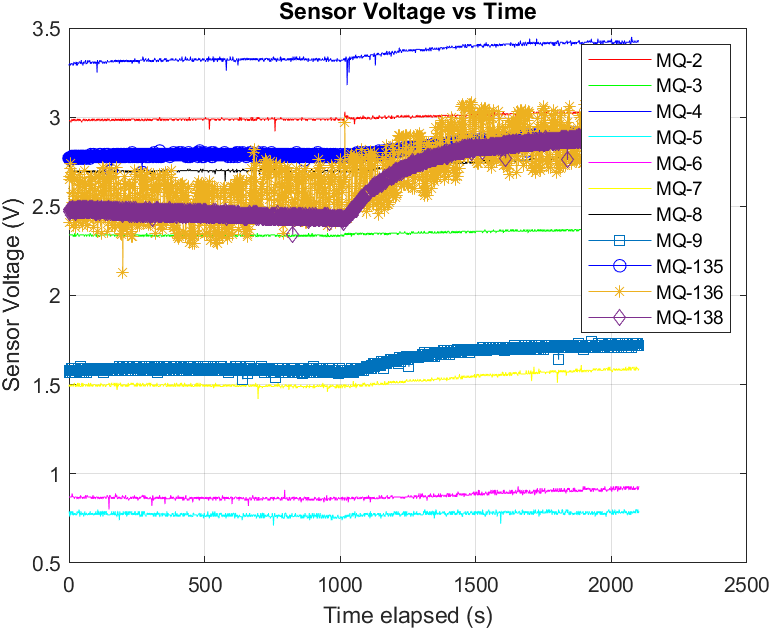 Sensor Voltage vs Time
3.5
3
2.5
2
1.5
1
0.5
Sensor Voltage (V)
0
500
1000
1500
2000
2500
Time elapsed (s)
MQ-2
MQ-3
MQ-4
MQ-5
MQ-6
MQ-7
MQ-8
MQ-9
MQ-135
MQ-136
MQ-138